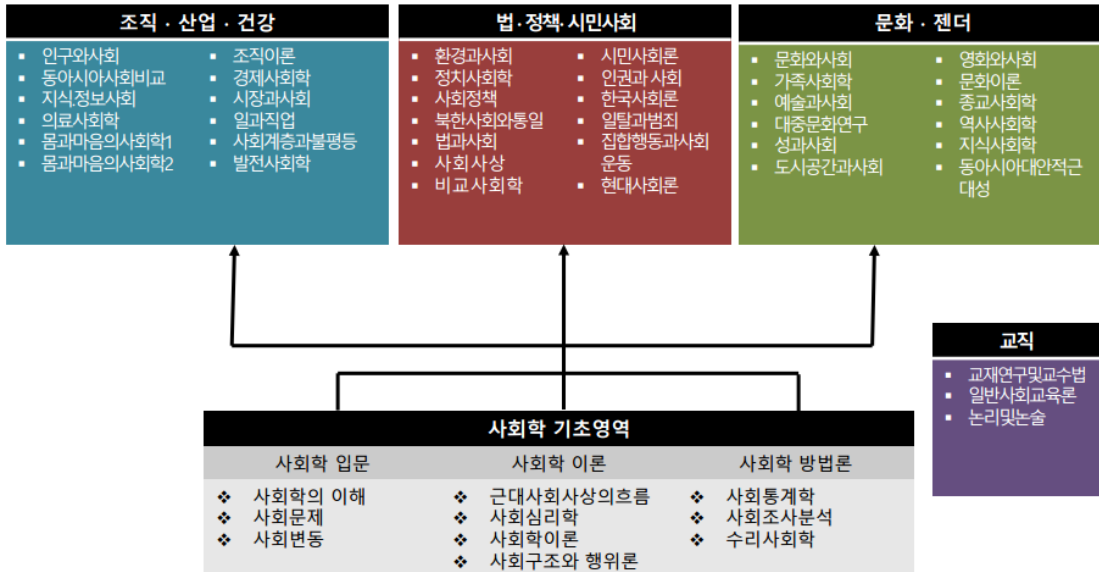 조직 · 산업 · 건강
인구와사회
동아시아사회비교
지식정보사회
의료사회학
몸과마음의사회학1
몸과마음의사회학2
조직이론
경제사회학
시장과사회
일과직업
사회계층과불평등
발전사회학
법·정책·시민사회
환경과사회
정치사회학
사회정책
북한사회와통일
법과사회
사회사상
비교사회학
시민사회론
인권과 사회
한국사회론
일탈과범죄
집합행동과사회
운동
현대사회론
문화 · 젠더
문화와사회
가족사회학
예술과사회
대중문화연구
성과사회
도시공간과사회
영화와사회
문화이론
종교사회학
역사사회학
지식사회학
동아시아대안적근
대성
교직
교재연구및교수법
일반사회교육론
논리및논술
사회학 기초영역
사회학 입문
사회학의 이해
사회문제
사회변동
사회학 이론
근대사회사상의흐름
사회심리학
사회학이론
사회구조와 행위론
사회학 방법론
사회통계학
사회조사분석
수리사회학